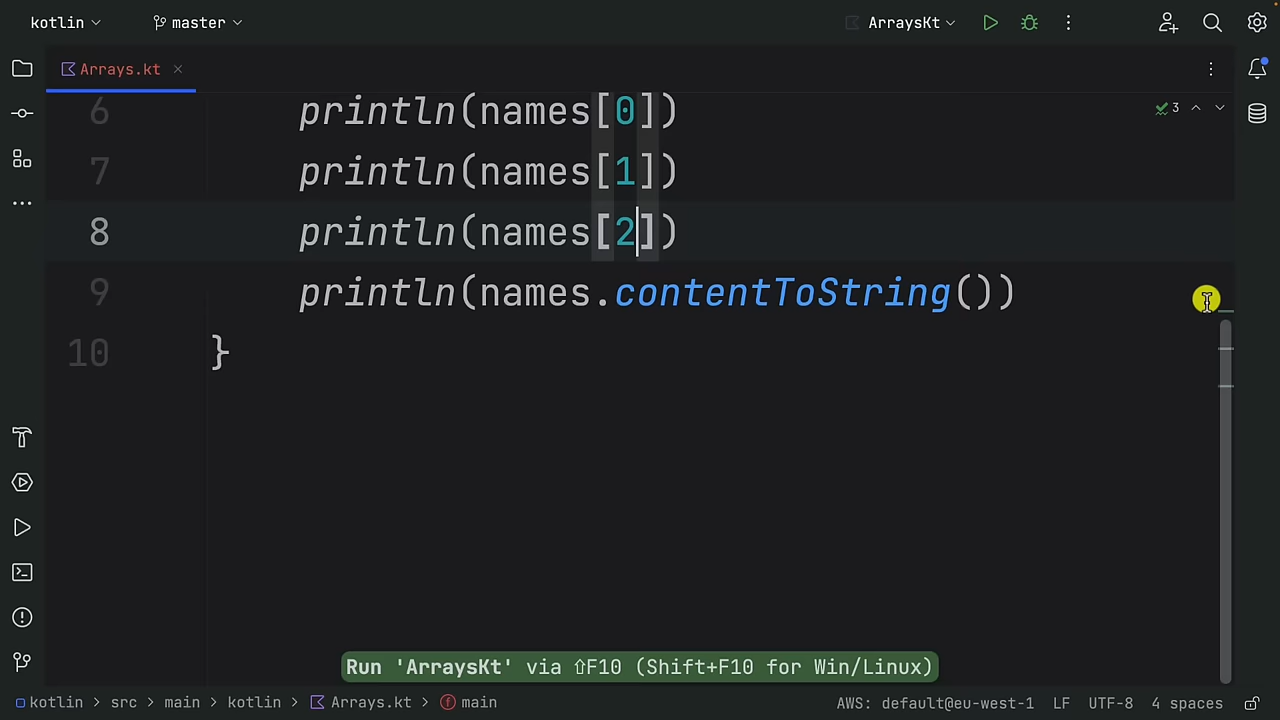 kotlin
master
ArraysKt
Arrays.kt
6 println(names[0])
3
7 println(names[1])
8 println(names[2])
9 println(names.contentToString())
10 }
Run 'ArraysKt' via ⇧F10 (Shift+F10 for Win/Linux)
kotlin > src > main > kotlin > Arrays.kt > main
AWS: default@eu-west-1 LF UTF-8 4 spaces